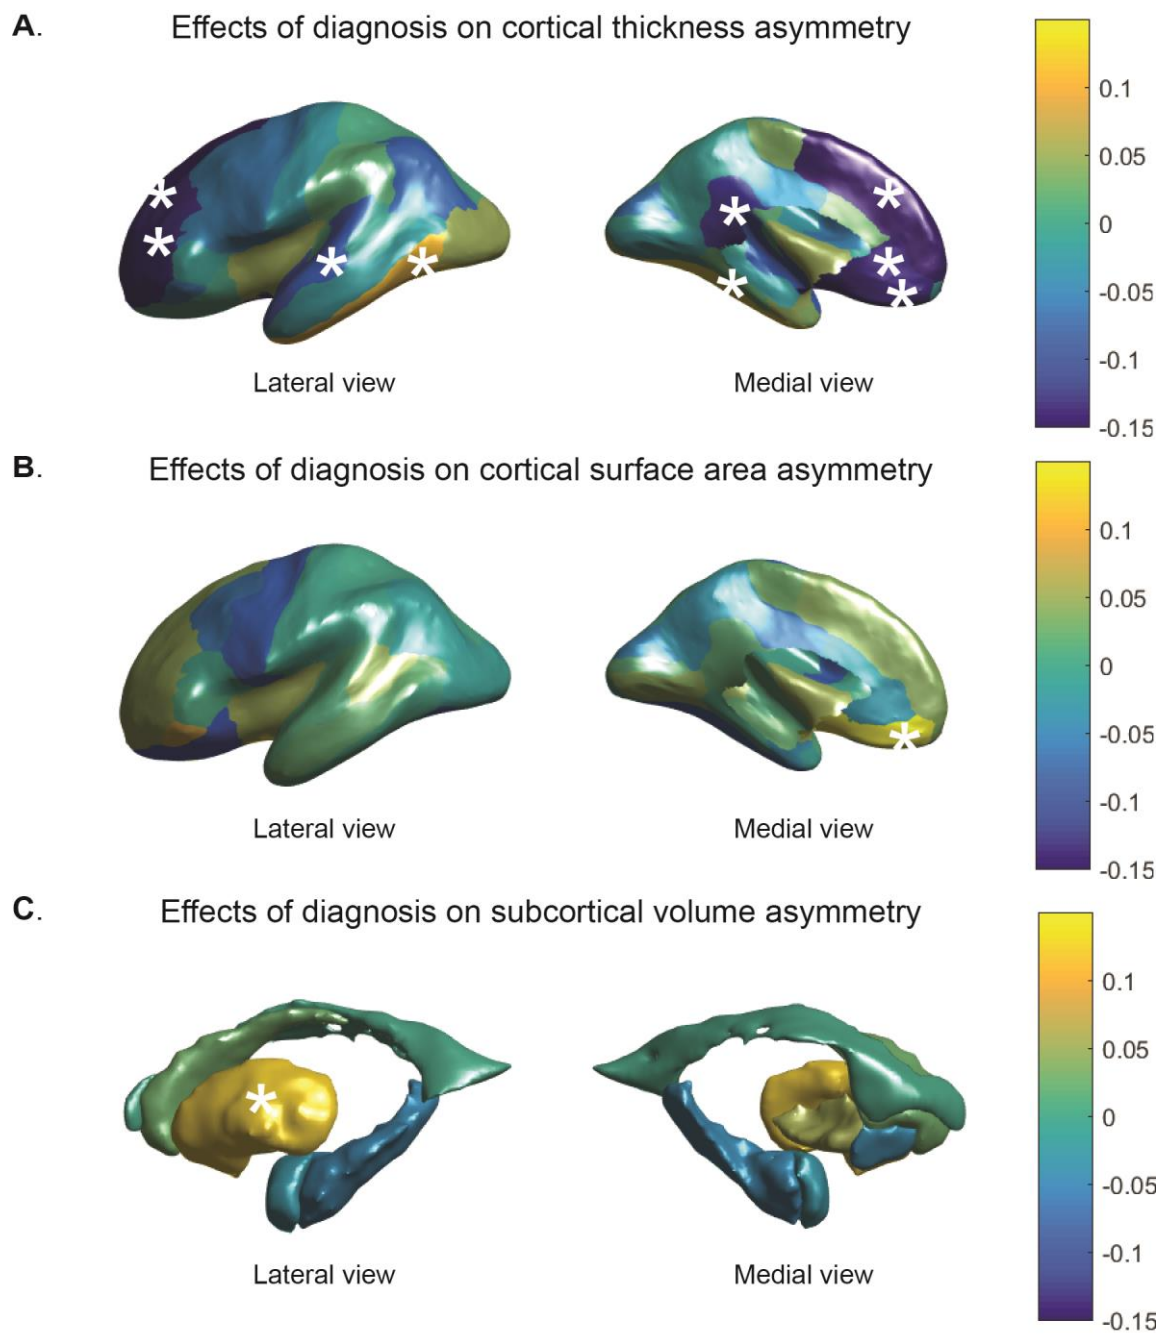 A.
Effects of diagnosis on cortical thickness asymmetry
0.1
0.05
0
-0.05
-0.1
-0.15
Lateral view
Medial view
B.
Effects of diagnosis on cortical surface area asymmetry
0.1
0.05
0
-0.05
-0.1
-0.15
Lateral view
Medial view
C.
Effects of diagnosis on subcortical volume asymmetry
0.1
0.05
0
-0.05
-0.1
-0.15
Lateral view
Medial view